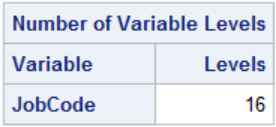 Number of Variable Levels
Variable Levels
JobCode 16